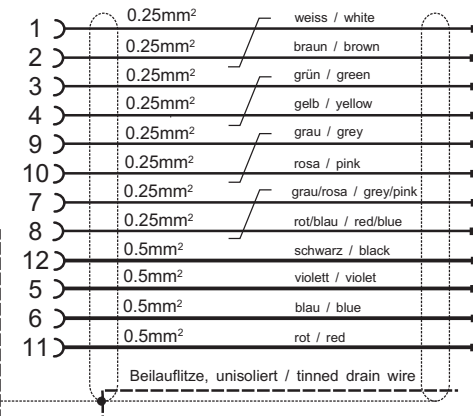 1 0.25mm² weiss / white
2 0.25mm² braun / brown
3 0.25mm² grün / green
4 0.25mm² gelb / yellow
9 0.25mm² grau / grey
10 0.25mm² rosa / pink
7 0.25mm² grau/rosa / grey/pink
8 0.25mm² rot/blau / red/blue
12 0.5mm² schwarz / black
5 0.5mm² violett / violet
6 0.5mm² blau / blue
11 0.5mm² rot / red
Beilauflitze, unisoliert / tinned drain wire